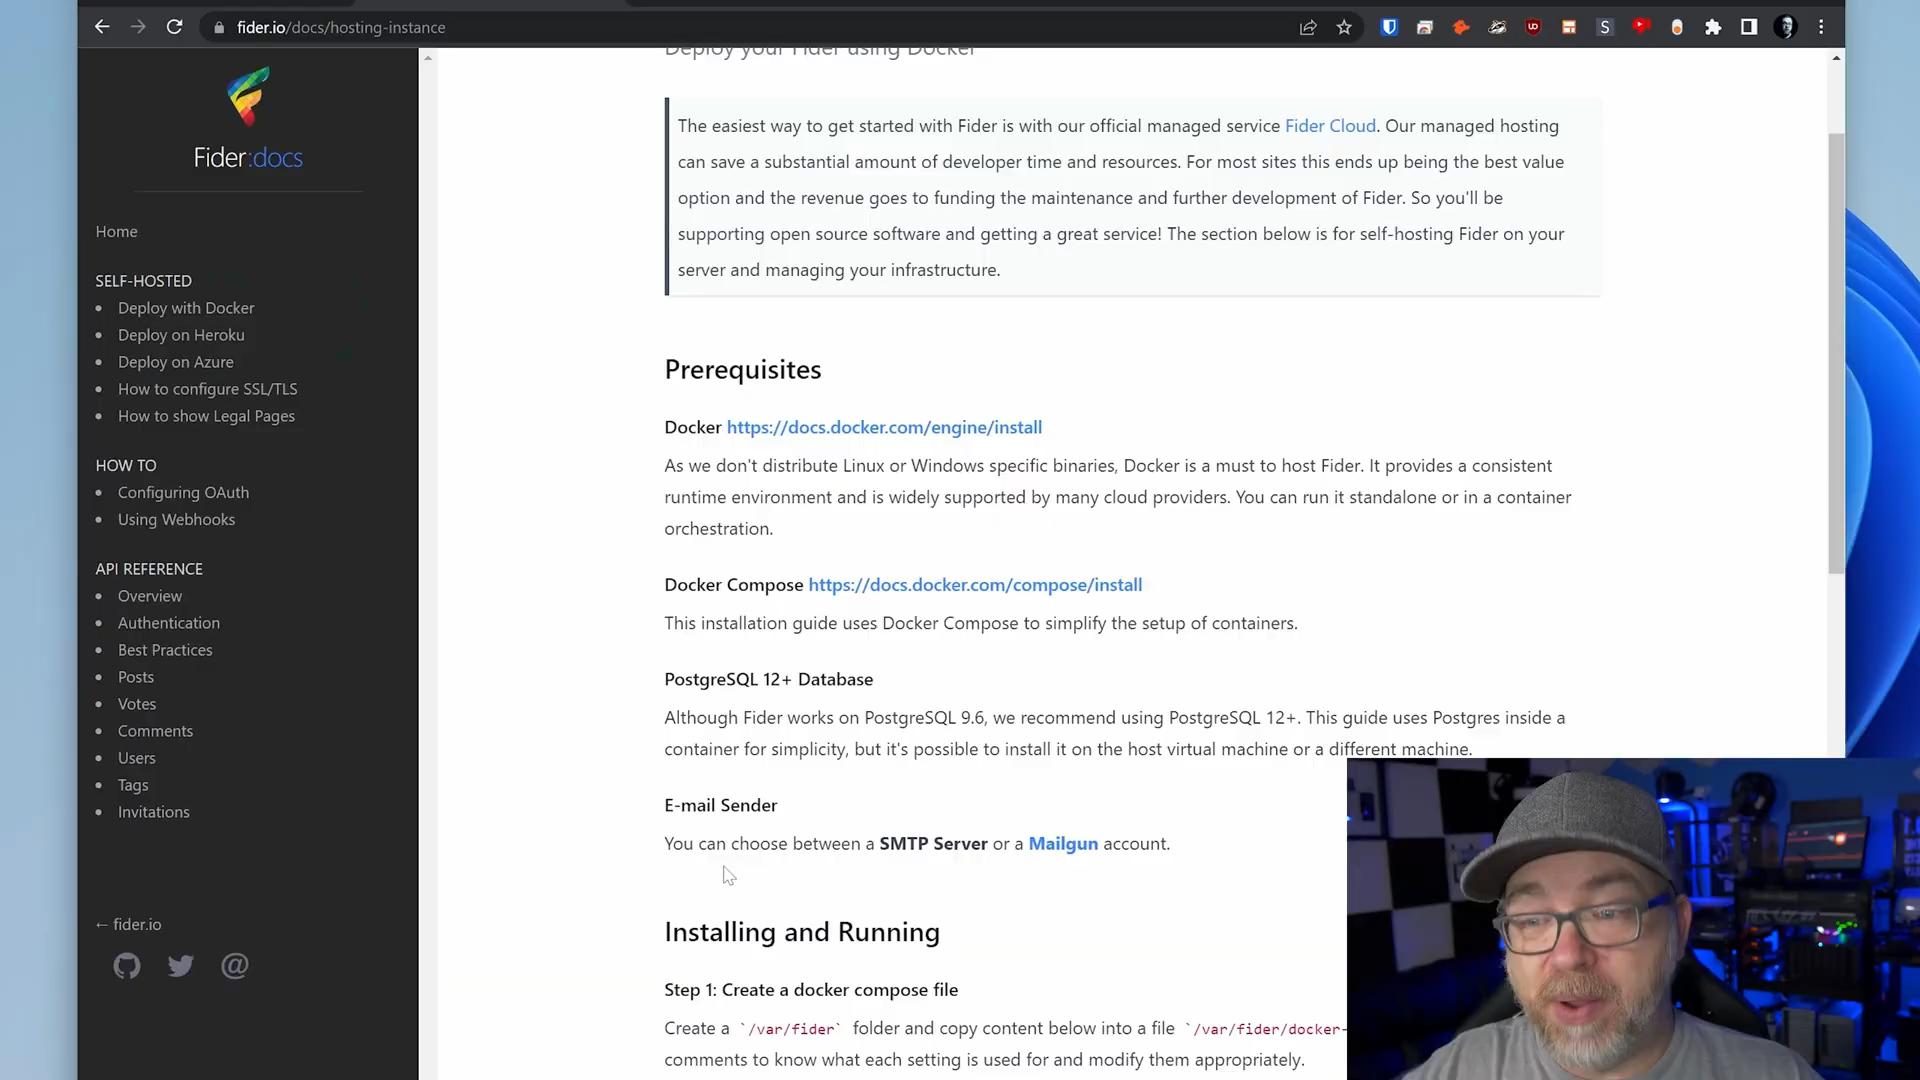 fider.io/docs/hosting-instance
Deploy your Fider using Docker
Fider:docs
Home
SELF-HOSTED
Deploy with Docker
Deploy on Heroku
Deploy on Azure
How to configure SSL/TLS
How to show Legal Pages
HOW TO
Configuring OAuth
Using Webhooks
API REFERENCE
Overview
Authentication
Best Practices
Posts
Votes
Comments
Users
Tags
Invitations
← fider.io
The easiest way to get started with Fider is with our official managed service Fider Cloud. Our managed hosting
can save a substantial amount of developer time and resources. For most sites this ends up being the best value
option and the revenue goes to funding the maintenance and further development of Fider. So you'll be
supporting open source software and getting a great service! The section below is for self-hosting Fider on your
server and managing your infrastructure.
Prerequisites
Docker https://docs.docker.com/engine/install
As we don't distribute Linux or Windows specific binaries, Docker is a must to host Fider. It provides a consistent
runtime environment and is widely supported by many cloud providers. You can run it standalone or in a container
orchestration.
Docker Compose https://docs.docker.com/compose/install
This installation guide uses Docker Compose to simplify the setup of containers.
PostgreSQL 12+ Database
Although Fider works on PostgreSQL 9.6, we recommend using PostgreSQL 12+. This guide uses Postgres inside a
container for simplicity, but it's possible to install it on the host virtual machine or a different machine.
E-mail Sender
You can choose between a SMTP Server or a Mailgun account.
Installing and Running
Step 1: Create a docker compose file
Create a `/var/fider` folder and copy content below into a file `/var/fider/docker-
comments to know what each setting is used for and modify them appropriately.